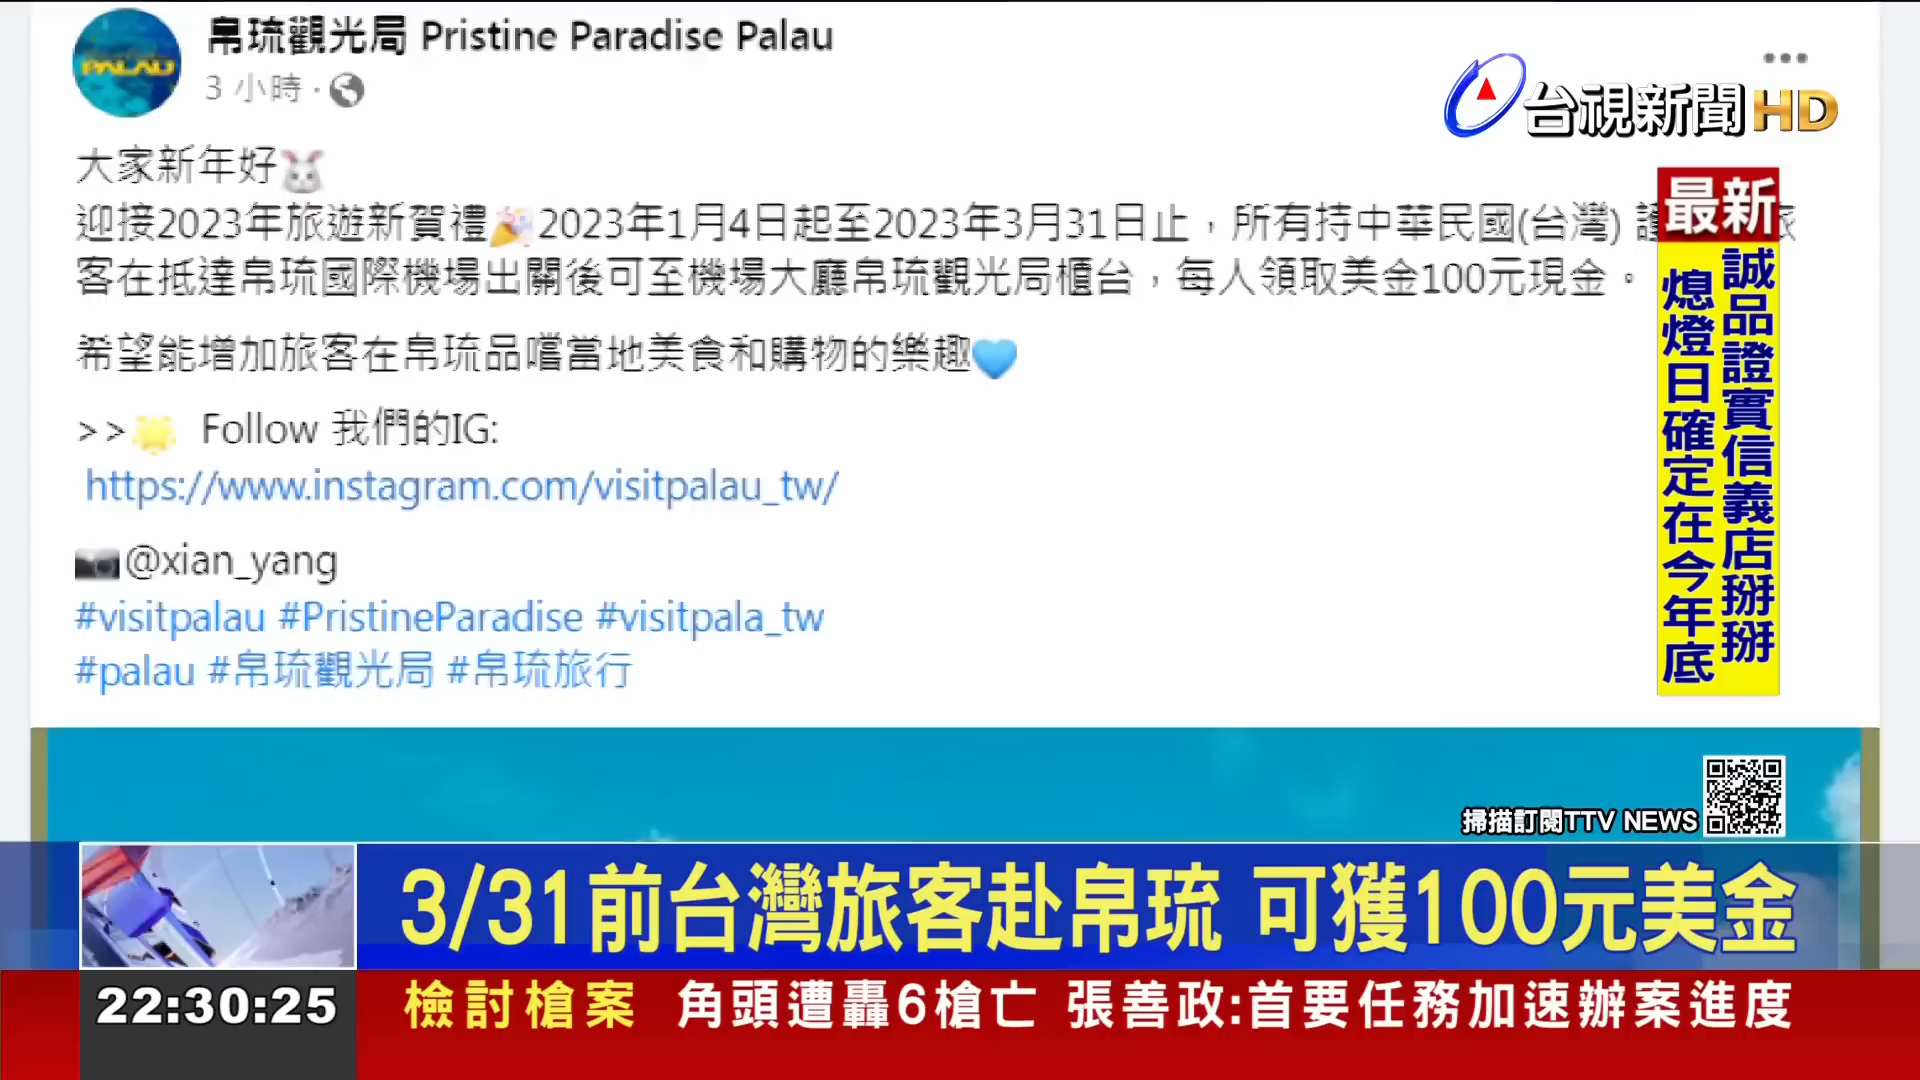 帛琉觀光局 Pristine Paradise Palau
3 小時 ·
PALAU
台視新聞HD
大家新年好
迎接2023年旅遊新賀禮 2023年1月4日起至2023年3月31日止，所有持中華民國(台灣) 旅
客在抵達帛琉國際機場出關後可至機場大廳帛琉觀光局櫃台，每人領取美金100元現金。
希望能增加旅客在帛琉品嚐當地美食和購物的樂趣
>> Follow 我們的IG:
https://www.instagram.com/visitpalau_tw/
@xian_yang
#visitpalau #PristineParadise #visitpala_tw
#palau #帛琉觀光局 #帛琉旅行
最新
誠品證實信義店掰掰
熄燈日確定在今年底
掃描訂閱TTV NEWS
3/31前台灣旅客赴帛琉 可獲100元美金
22:30:25
檢討槍案 角頭遭轟6槍亡 張善政:首要任務加速辦案進度